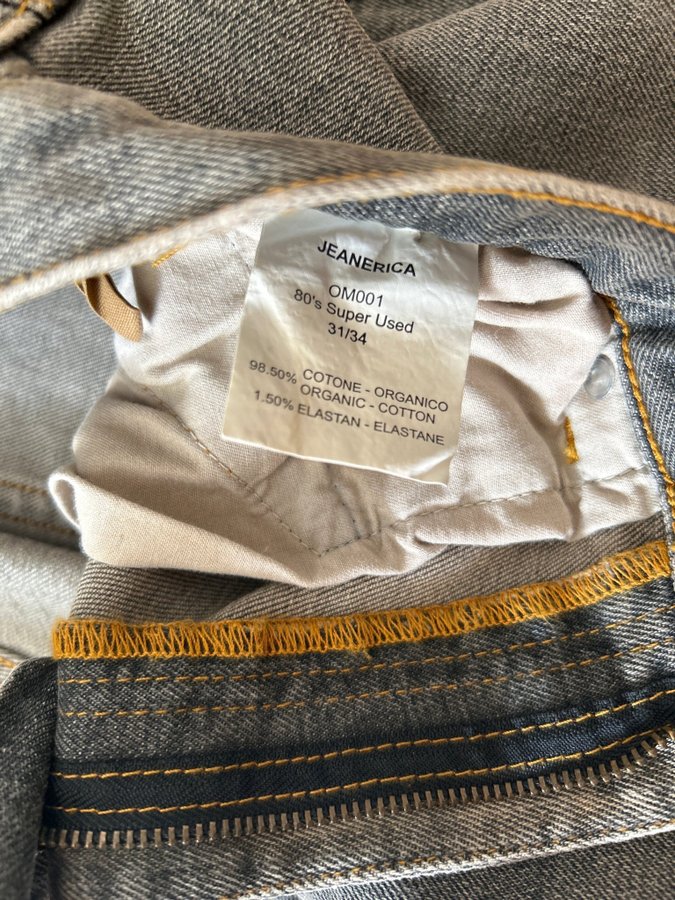 JEANERICA
OM001
80's Super Used
31/34
98.50% COTONE - ORGANICO
ORGANIC - COTTON
1.50% ELASTAN - ELASTANE